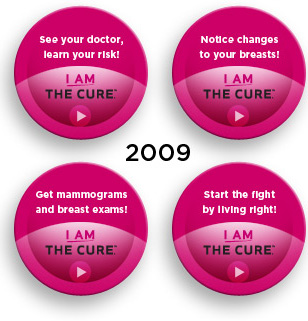 See your doctor,
learn your risk!
I AM
THE CURE™
Notice changes
to your breasts!
I AM
THE CURE™
2009
Get mammograms
and breast exams!
I AM
THE CURE™
Start the fight
by living right!
I AM
THE CURE™